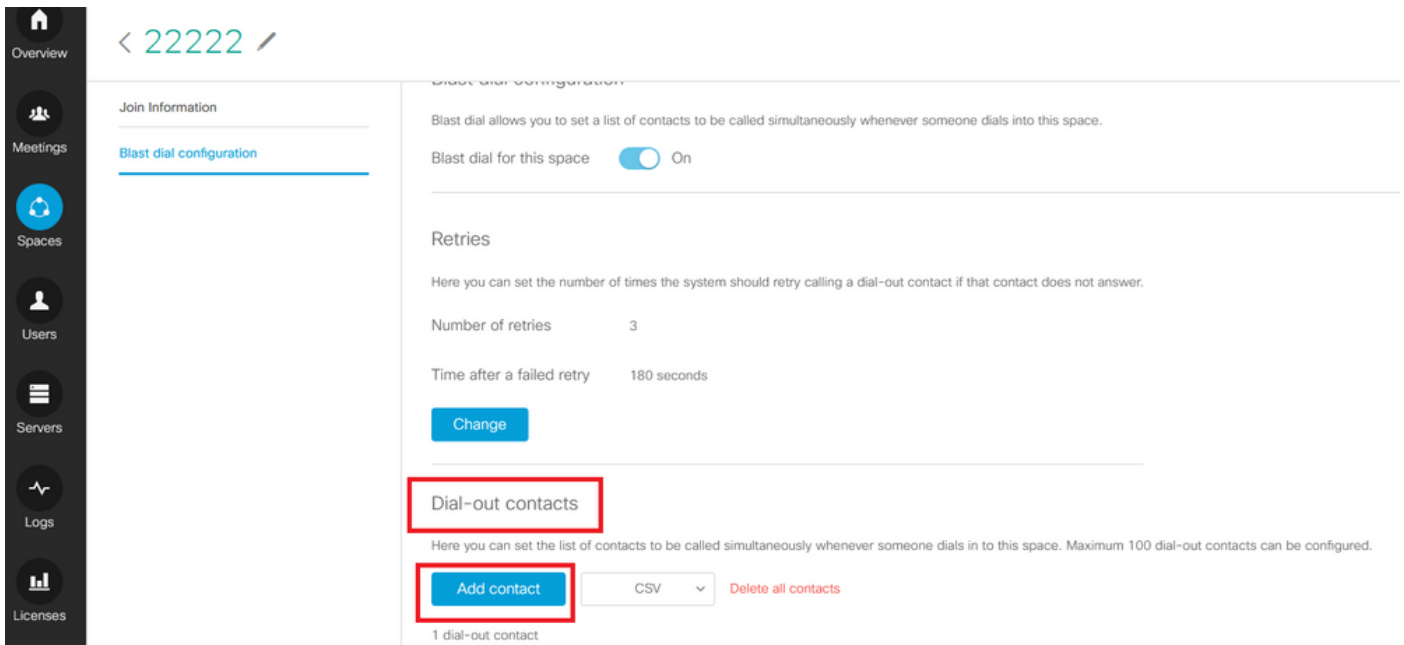 Overview
Meetings
Spaces
Users
Servers
Logs
Licenses
< 22222
Join Information
Blast dial configuration
Blast dial configuration
Blast dial allows you to set a list of contacts to be called simultaneously whenever someone dials into this space.
Blast dial for this space On
Retries
Here you can set the number of times the system should retry calling a dial-out contact if that contact does not answer.
Number of retries 3
Time after a failed retry 180 seconds
Change
Dial-out contacts
Here you can set the list of contacts to be called simultaneously whenever someone dials in to this space. Maximum 100 dial-out contacts can be configured.
Add contact CSV Delete all contacts
1 dial-out contact